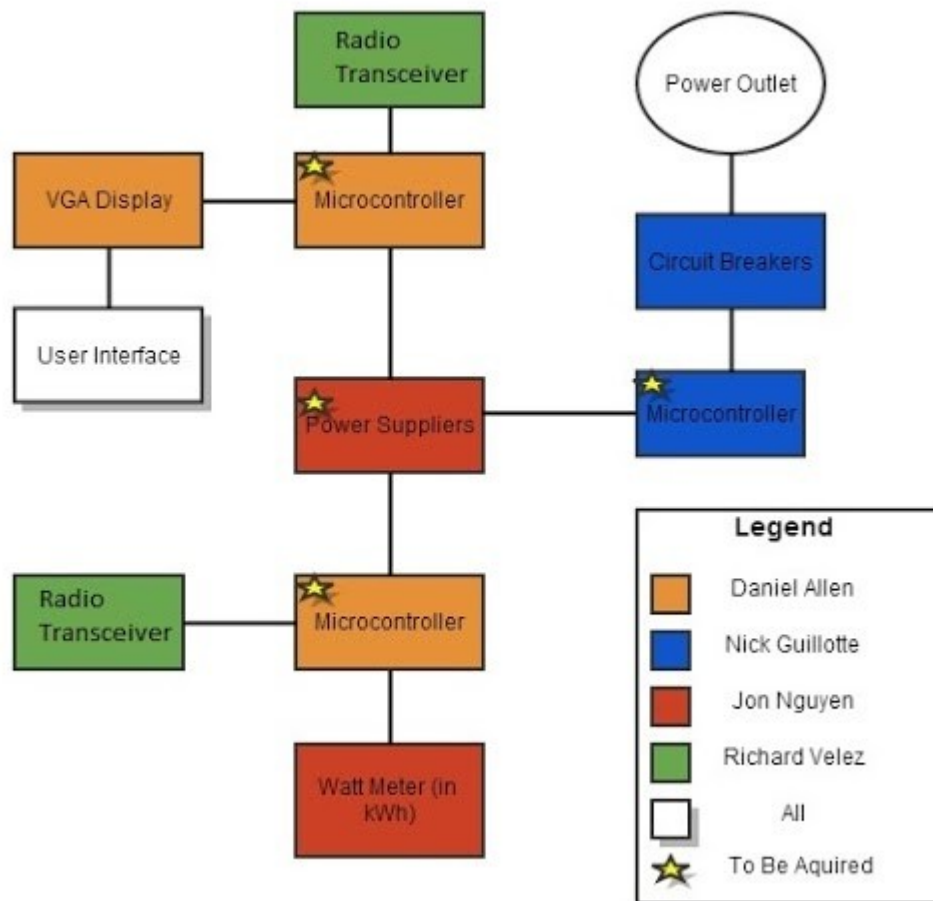 Radio
Transceiver
Power Outlet
VGA Display
Microcontroller
Circuit Breakers
User Interface
Power Suppliers
Microcontroller
Radio
Transceiver
Microcontroller
Watt Meter (in
kWh)
Legend
Daniel Allen
Nick Guillotte
Jon Nguyen
Richard Velez
All
To Be Aquired